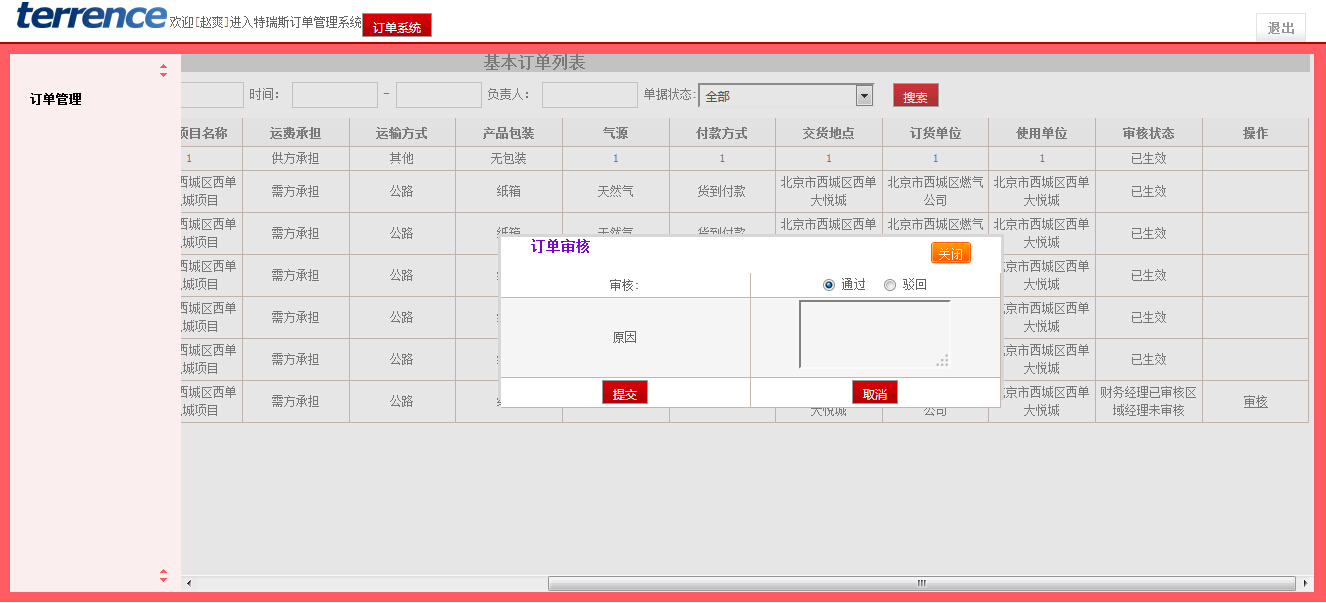 terrence 欢迎[赵爽]进入特瑞斯订单管理系统 订单系统 退出
基本订单列表
订单管理
时间: - 负责人: 单据状态: 全部 搜索
项目名称 运费承担 运输方式 产品包装 气源 付款方式 交货地点 订货单位 使用单位 审核状态 操作
1 供方承担 其他 无包装 1 1 1 1 1 已生效
西城区西单 北京市西城区西单 北京市西城区燃气 北京市西城区西单
城项目 需方承担 公路 纸箱 天然气 货到付款 大悦城 公司 大悦城 已生效
西城区西单 北京市西城区西单 北京市西城区燃气 北京市西城区西单
城项目 需方承担 公路 纸箱 天然气 货到付款 大悦城 已生效
订单审核 关闭
审核: 通过 驳回
原因
提交 取消
西城区西单 京市西城区西单
城项目 需方承担 公路 大悦城 已生效
西城区西单 京市西城区西单
城项目 需方承担 公路 大悦城 已生效
西城区西单 京市西城区西单
城项目 需方承担 公路 大悦城 已生效
西城区西单 京市西城区西单 财务经理已审核区
城项目 需方承担 公路 大悦城 公司 大悦城 域经理未审核 审核